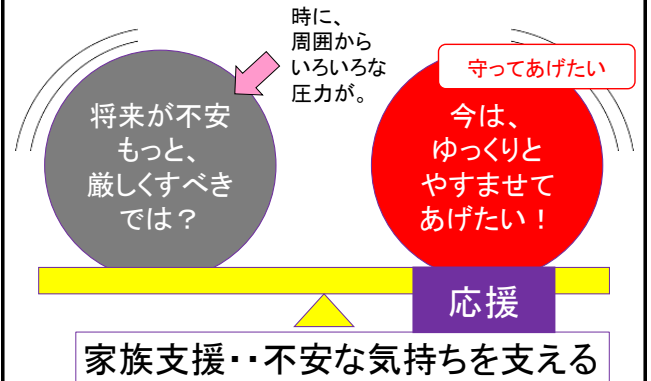 時に、
周囲から
いろいろな
圧力が。
守ってあげたい
将来が不安
もっと、
厳しくすべき
では？
今は、
ゆっくりと
やすませて
あげたい！
応援
家族支援・・不安な気持ちを支える